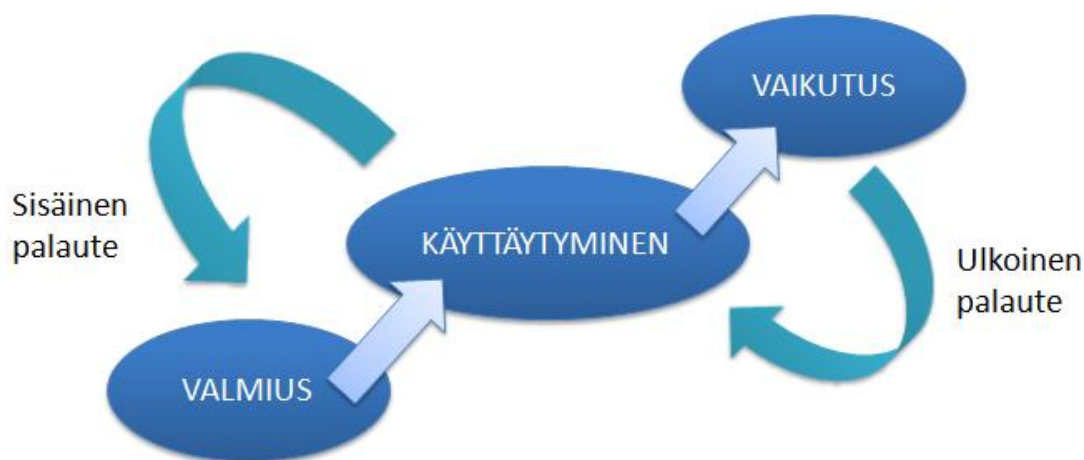 VAIKUTUS
Sisäinen
palaute
KÄYTTÄYTYMINEN
Ulkoinen
palaute
VALMIUS